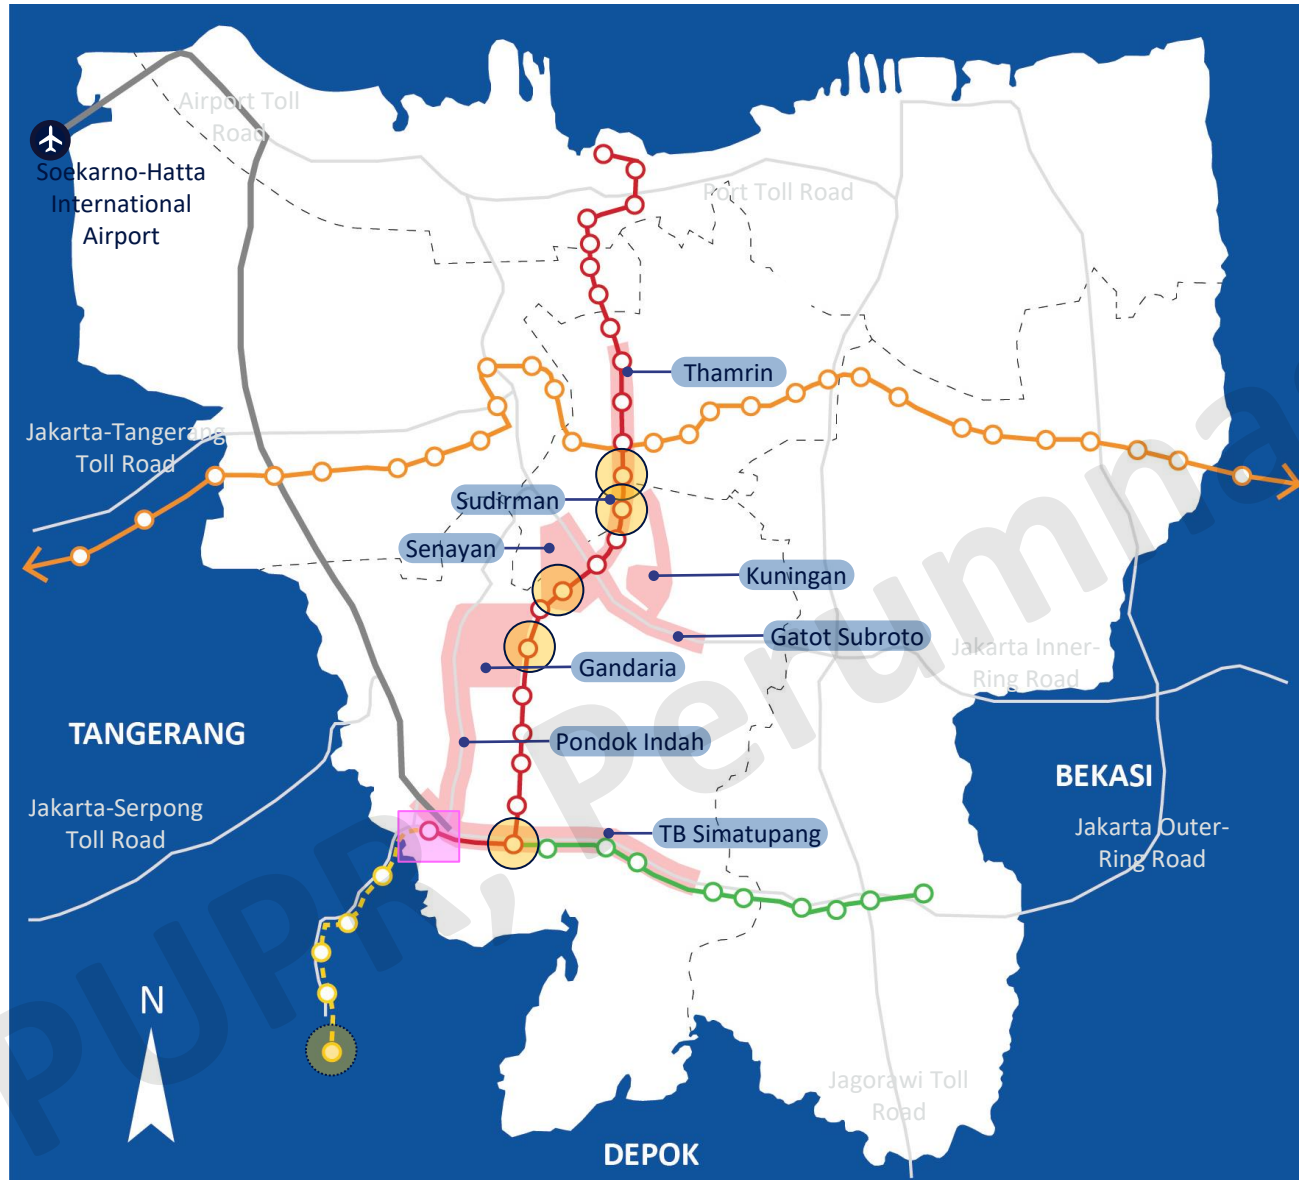 Airport Toll
Road
Soekarno-Hatta
International
Airport
Port Toll Road
Thamrin
Jakarta-Tangerang
Toll Road
Sudirman
Senayan
Kuningan
Gatot Subroto
Jakarta Inner-
Ring Road
Gandaria
TANGERANG
Pondok Indah
BEKASI
Jakarta-Serpong
Toll Road
TB Simatupang
Jakarta Outer-
Ring Road
N
Jagorawi Toll
Road
DEPOK
PUPR, Perumnas